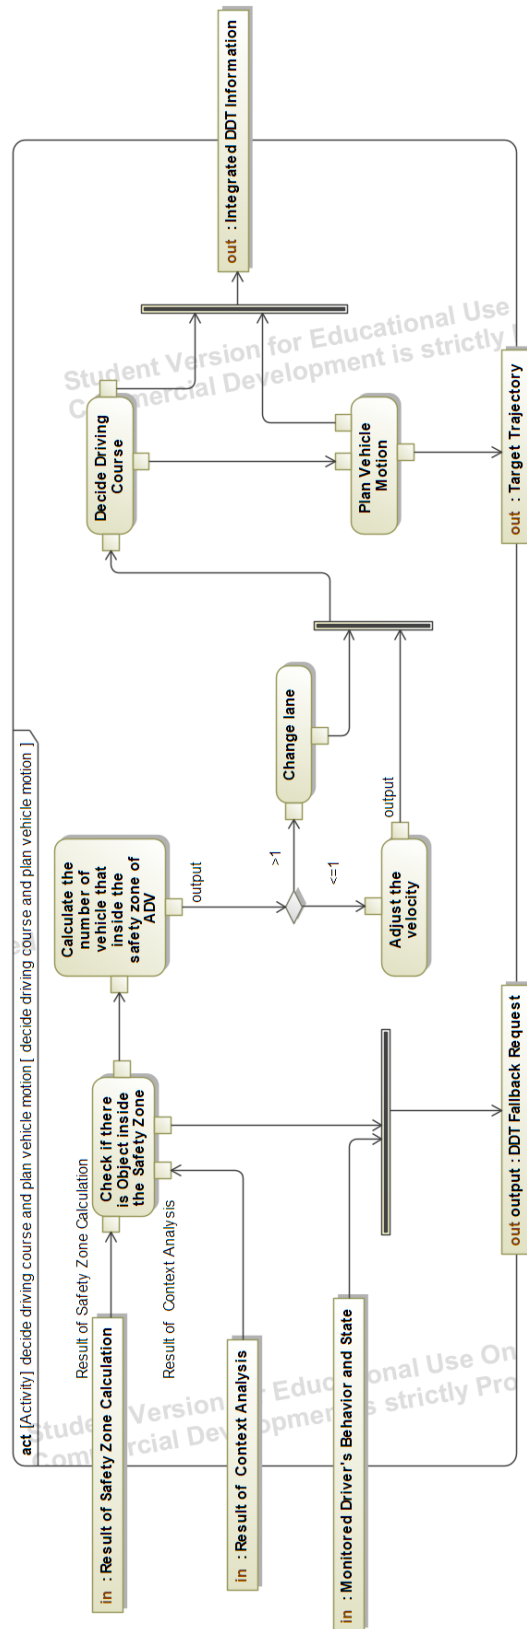 act [Activity] decide driving course and plan vehicle motion [ decide driving course and plan vehicle motion ]
in : Result of Safety Zone Calculation
Result of Safety Zone Calculation
in : Result of Context Analysis
Result of Context Analysis
in : Monitored Driver's Behavior and State
Check if there
is Object inside
the Safety Zone
Calculate the
number of
vehicle that
inside the
safety zone of
ADV
output
>1
<=1
Change lane
Adjust the
velocity
output
Decide Driving
Course
Plan Vehicle
Motion
out : Integrated DDT Information
out : Target Trajectory
out output : DDT Fallback Request
Student Version for Educational Use
Commercial Development is strictly
Student Version for Educational Use On
Commercial Development is strictly Pro